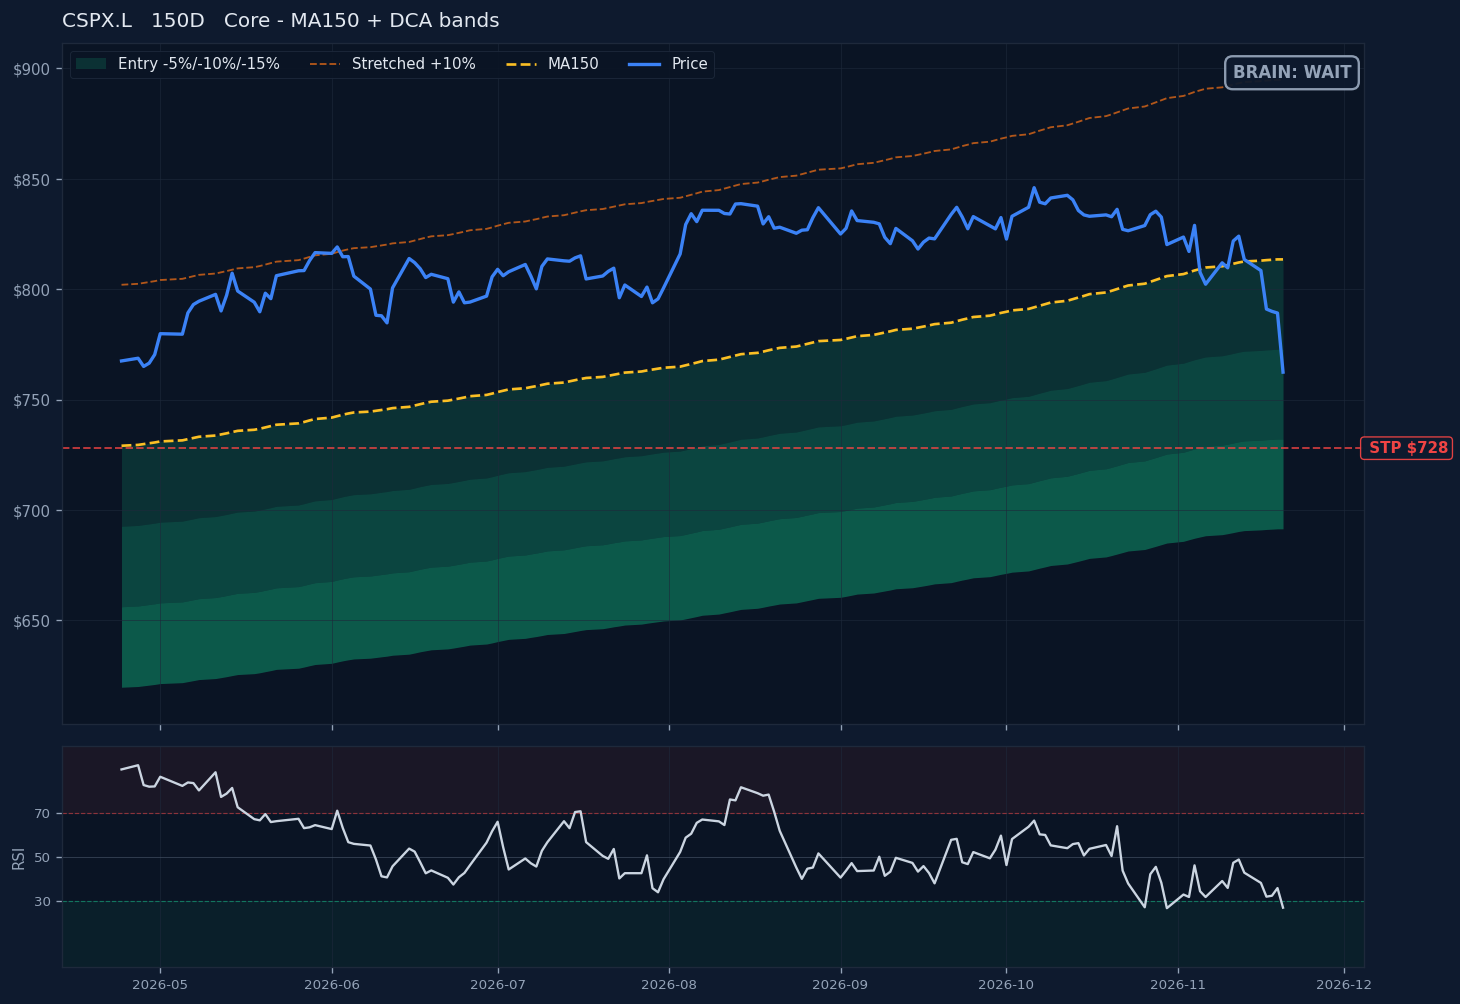 CSPX.L 150D Core - MA150 + DCA bands
Entry -5%/-10%/-15% Stretched +10% MA150 Price
BRAIN: WAIT
$900
$850
$800
$750
$700
$650
STP $728
RSI
70
50
30
2026-05 2026-06 2026-07 2026-08 2026-09 2026-10 2026-11 2026-12